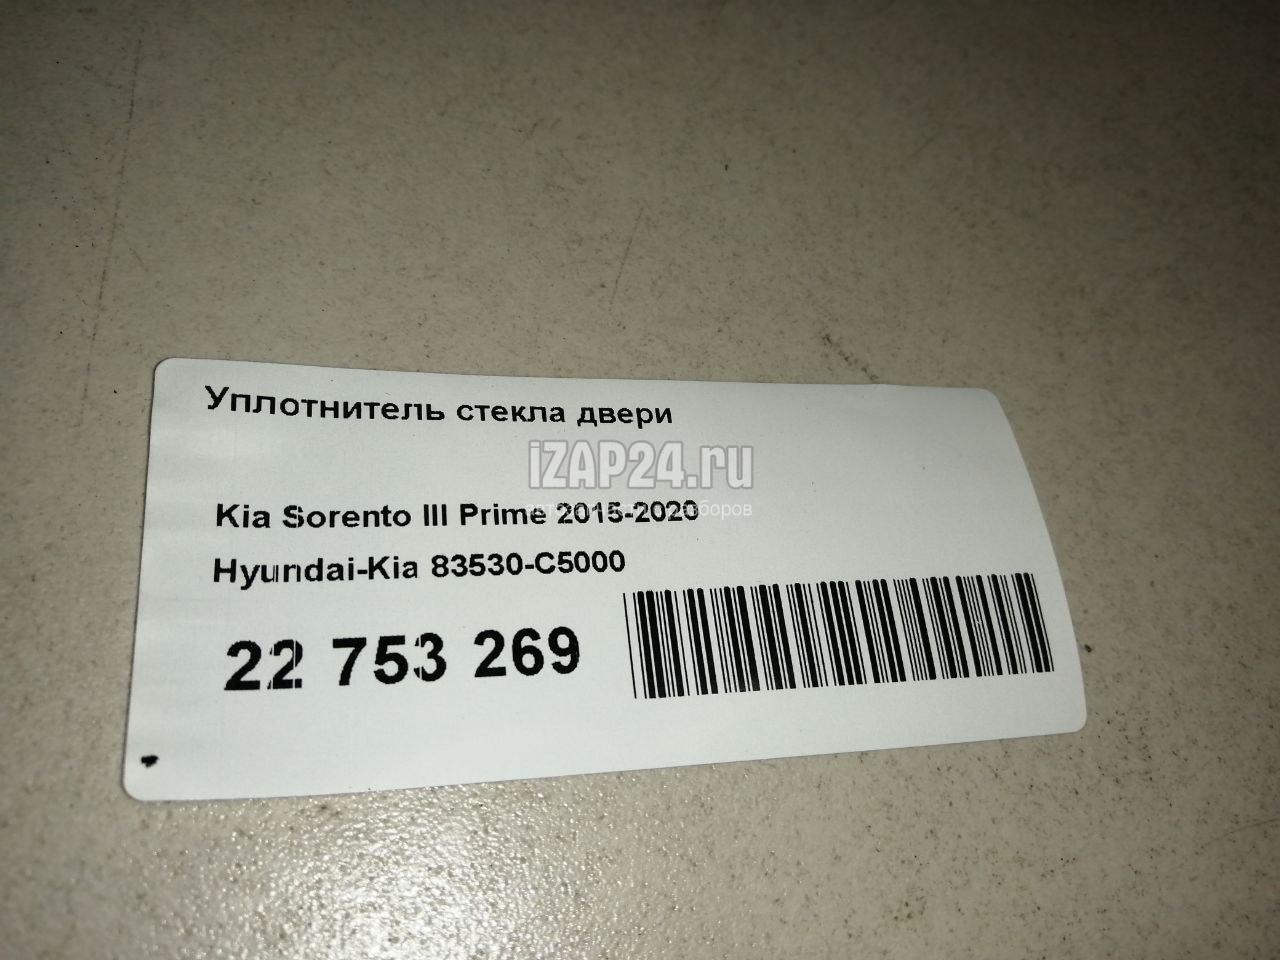 Уплотнитель стекла двери
iZAP24.ru
Kia Sorento III Prime 2015-2020
Hyundai-Kia 83530-C5000
22 753 269